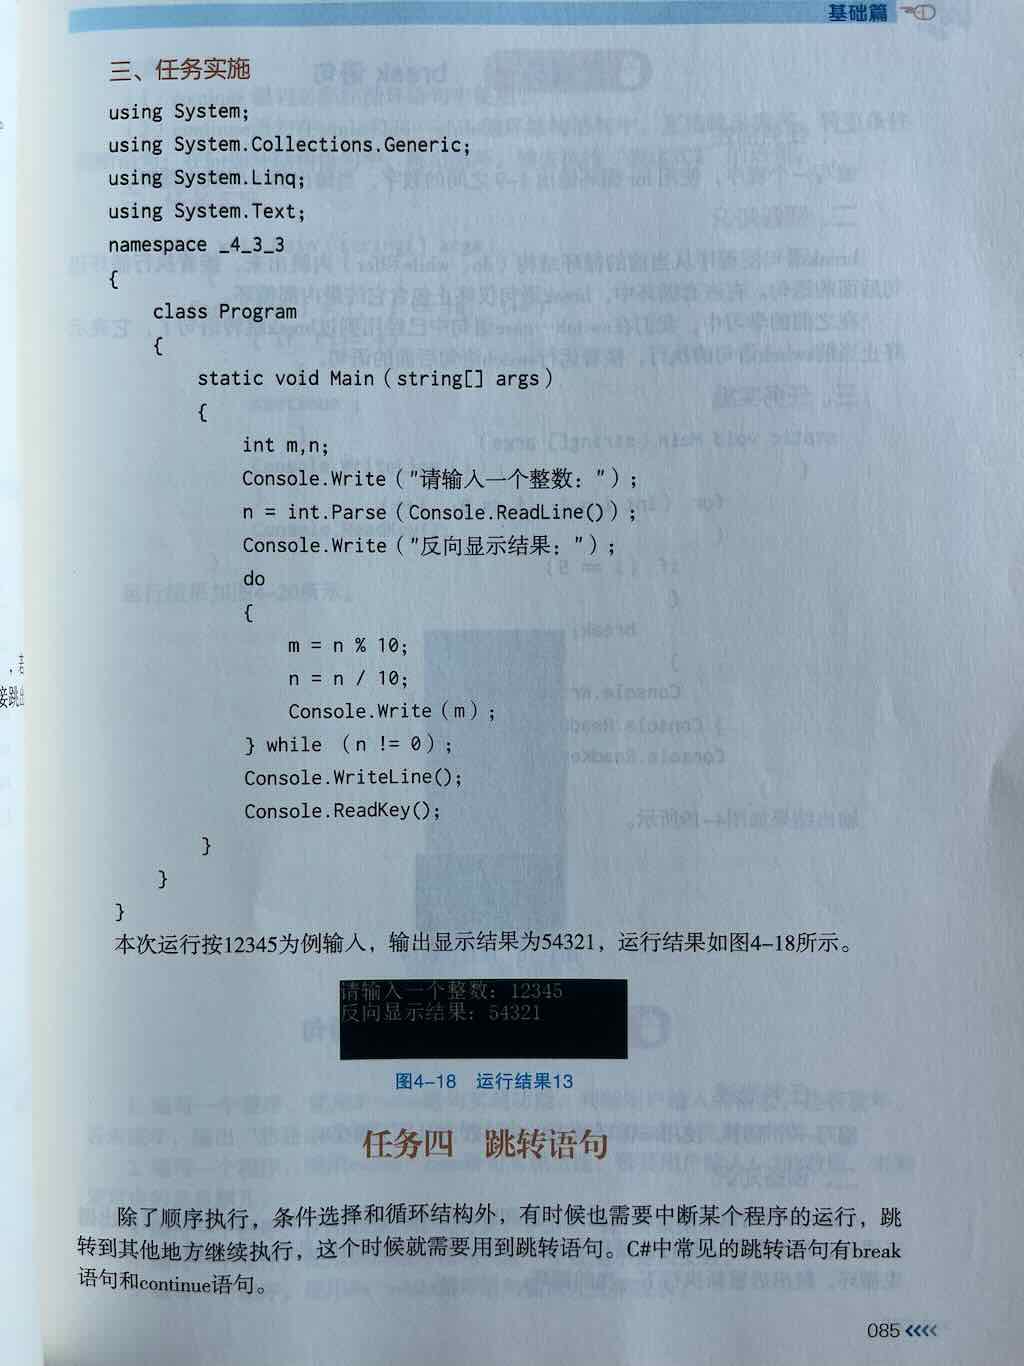 基础篇
三、任务实施
using System;
using System.Collections.Generic;
using System.Linq;
using System.Text;
namespace _4_3_3
{
class Program
{
static void Main（string[] args）
{
int m,n;
Console.Write（"请输入一个整数："）;
n = int.Parse（Console.ReadLine()）;
Console.Write（"反向显示结果："）;
do
{
m = n % 10;
n = n / 10;
Console.Write（m）;
} while （n != 0）;
Console.WriteLine();
Console.ReadKey();
}
}
}
本次运行按12345为例输入，输出显示结果为54321，运行结果如图4-18所示。
请输入一个整数：12345
反向显示结果：54321
图4-18 运行结果13
任务四 跳转语句
除了顺序执行，条件选择和循环结构外，有时候也需要中断某个程序的运行，跳
转到其他地方继续执行，这个时候就需要用到跳转语句。C#中常见的跳转语句有break
语句和continue语句。
085